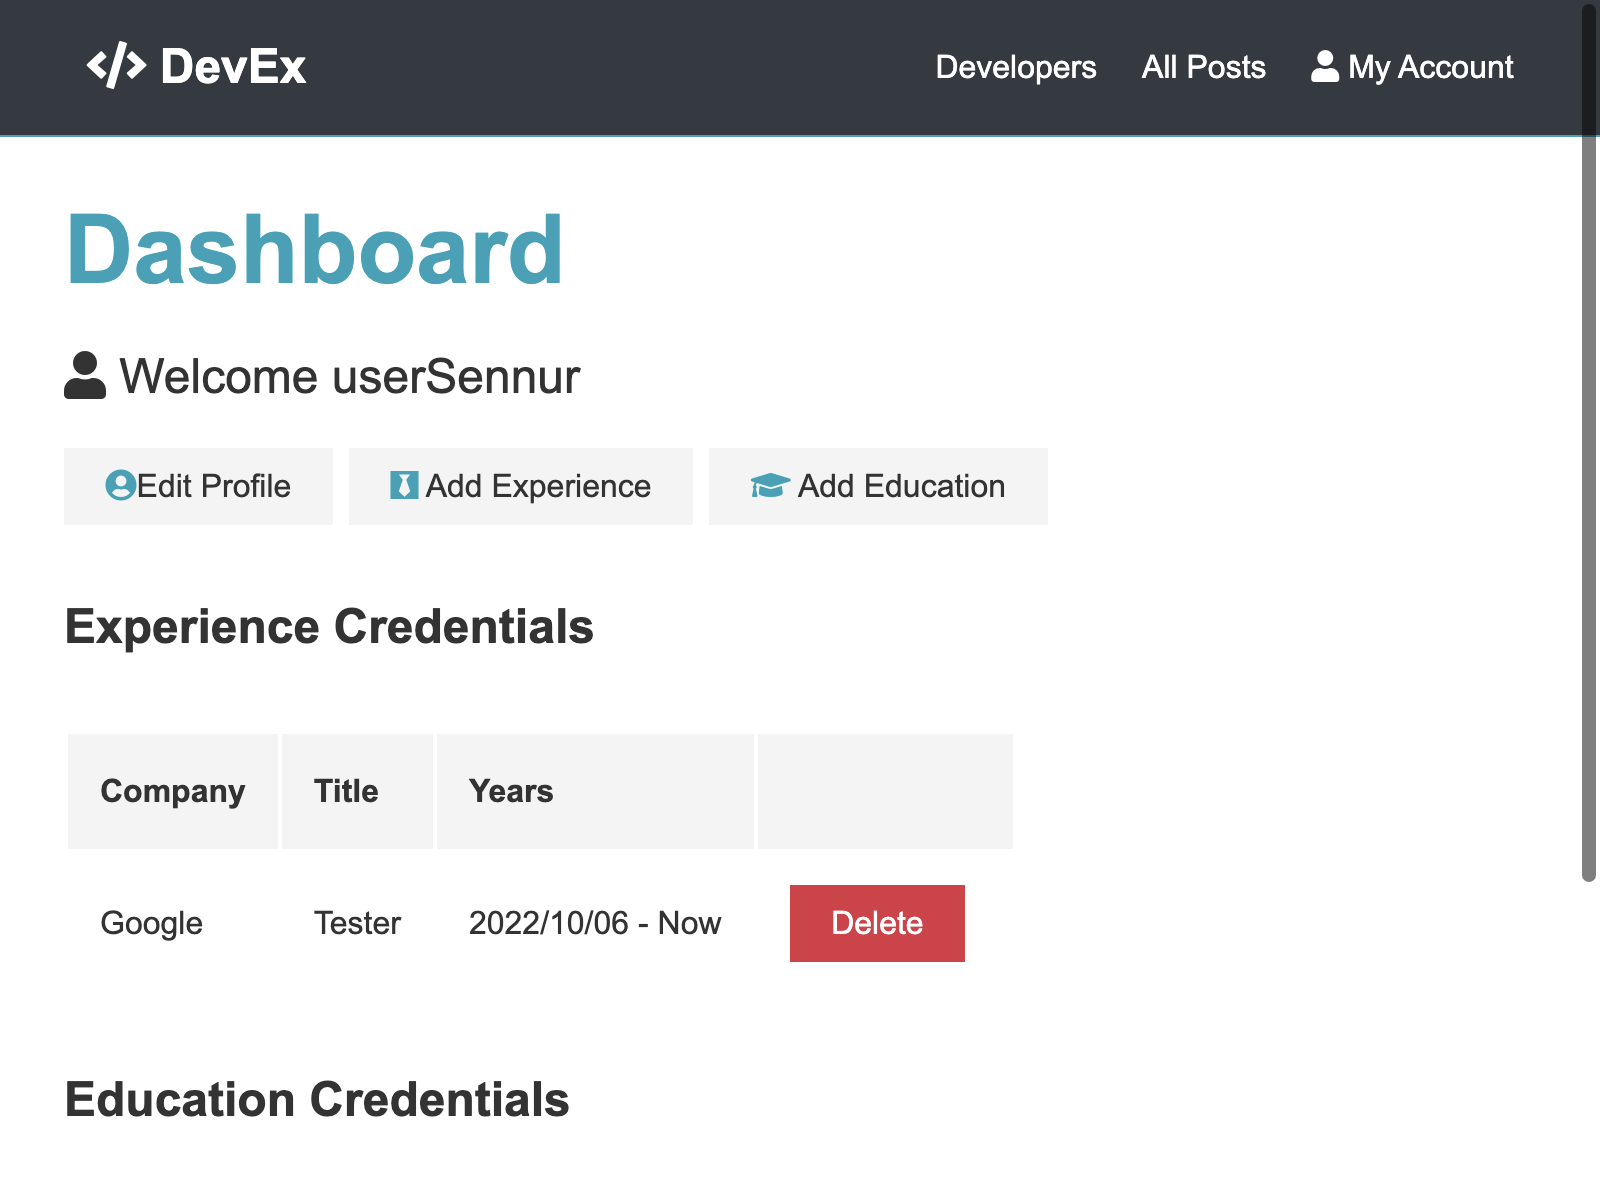 DevEx
Developers All Posts My Account
Dashboard
Welcome userSennur
Edit Profile Add Experience Add Education
Experience Credentials
Company Title Years
Google Tester 2022/10/06 - Now Delete
Education Credentials